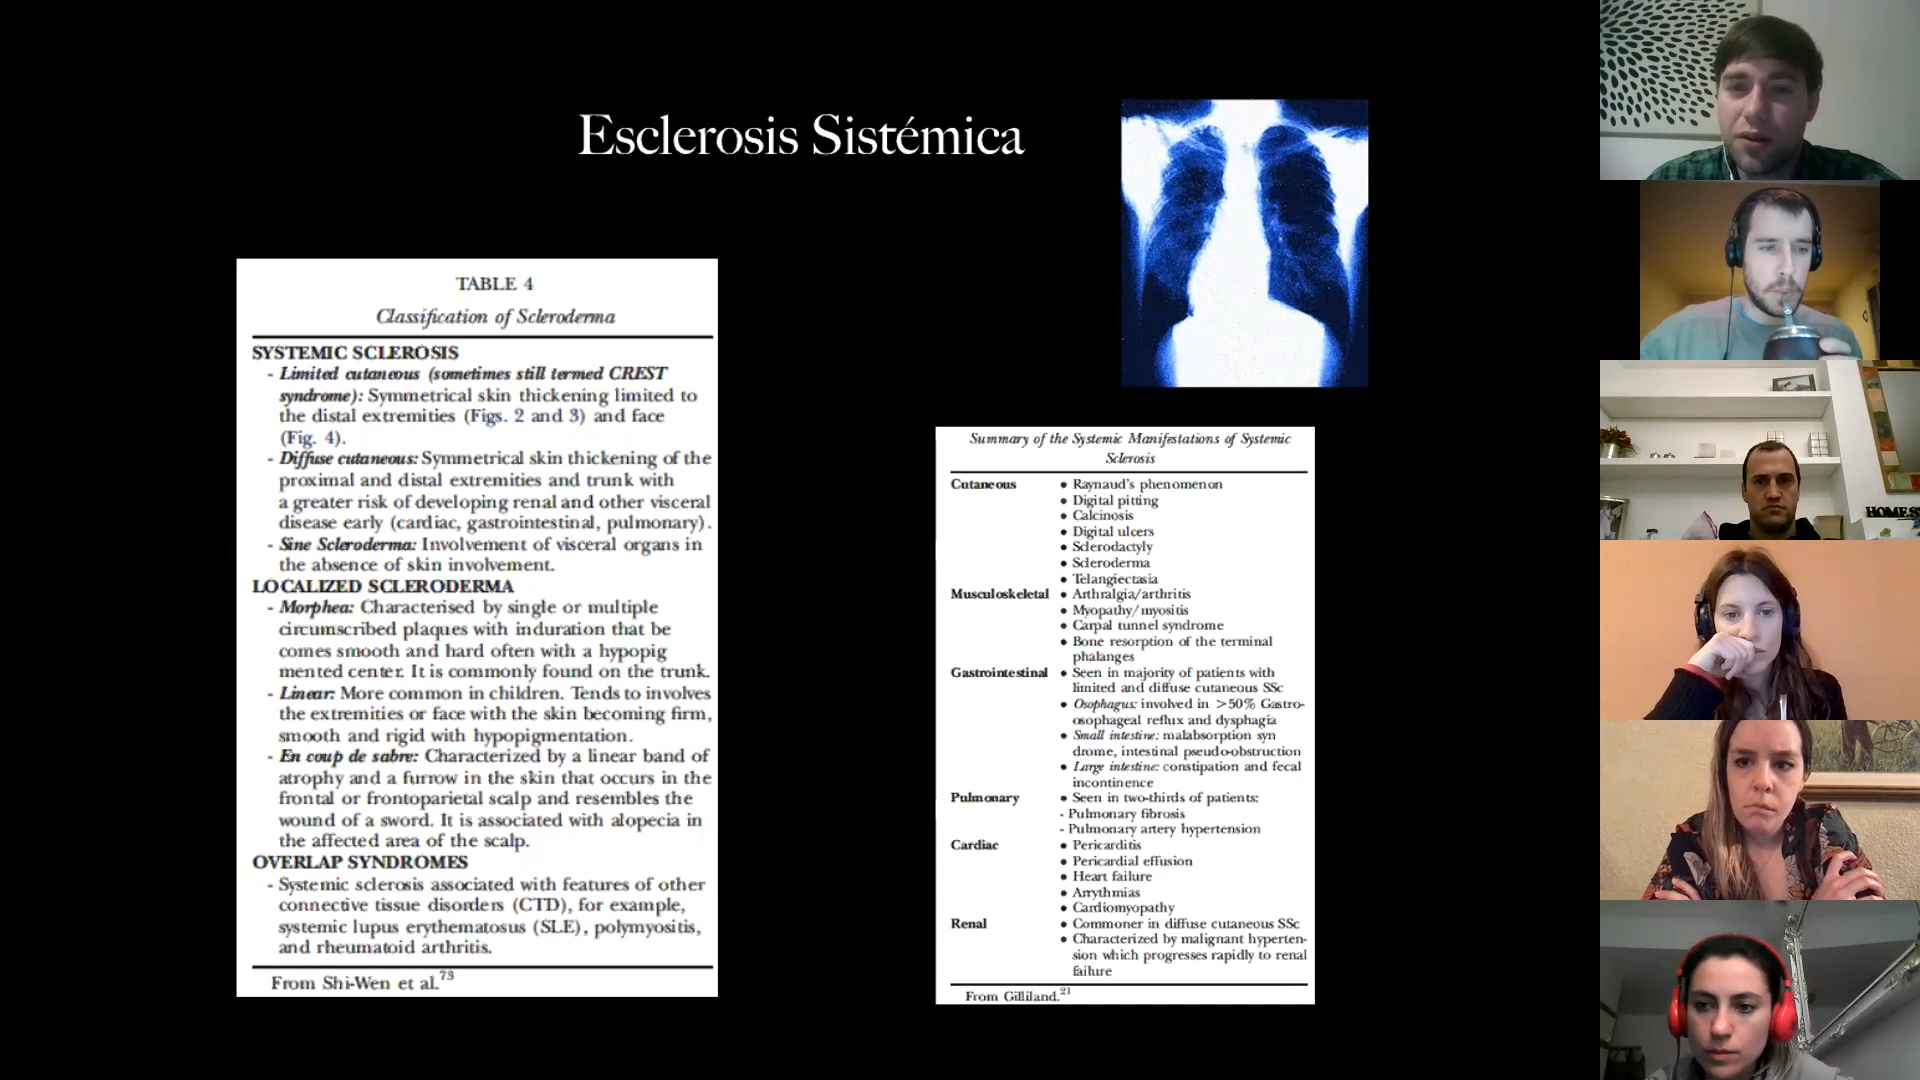 Esclerosis Sistémica
TABLE 4
Classification of Scleroderma
SYSTEMIC SCLEROSIS
- Limited cutaneous (sometimes still termed CREST
syndrome): Symmetrical skin thickening limited to
the distal extremities (Figs. 2 and 3) and face
(Fig. 4).
- Diffuse cutaneous: Symmetrical skin thickening of the
proximal and distal extremities and trunk with
a greater risk of developing renal and other visceral
disease early (cardiac, gastrointestinal, pulmonary).
- Sine Scleroderma: Involvement of visceral organs in
the absence of skin involvement.
LOCALIZED SCLERODERMA
- Morphea: Characterised by single or multiple
circumscribed plaques with induration that be
comes smooth and hard often with a hypopig
mented center. It is commonly found on the trunk.
- Linear: More common in children. Tends to involves
the extremities or face with the skin becoming firm,
smooth and rigid with hypopigmentation.
- En coup de sabre: Characterized by a linear band of
atrophy and a furrow in the skin that occurs in the
frontal or frontoparietal scalp and resembles the
wound of a sword. It is associated with alopecia in
the affected area of the scalp.
OVERLAP SYNDROMES
- Systemic sclerosis associated with features of other
connective tissue disorders (CTD), for example,
systemic lupus erythematosus (SLE), polymyositis,
and rheumatoid arthritis.
From Shi-Wen et al.73
Summary of the Systemic Manifestations of Systemic
Sclerosis
Cutaneous • Raynaud's phenomenon
• Digital pitting
• Calcinosis
• Digital ulcers
• Sclerodactyly
• Scleroderma
• Telangiectasia
Musculoskeletal • Arthralgia/arthritis
• Myopathy/myositis
• Carpal tunnel syndrome
• Bone resorption of the terminal
phalanges
Gastrointestinal • Seen in majority of patients with
limited and diffuse cutaneous SSc
• Osophagus: involved in >50% Gastro-
osophageal reflux and dysphagia
• Small intestine: malabsorption syn
drome, intestinal pseudo-obstruction
• Large intestine: constipation and fecal
incontinence
Pulmonary • Seen in two-thirds of patients:
- Pulmonary fibrosis
- Pulmonary artery hypertension
Cardiac • Pericarditis
• Pericardial effusion
• Heart failure
• Arrythmias
• Cardiomyopathy
Renal • Commoner in diffuse cutaneous SSc
• Characterized by malignant hyperten-
sion which progresses rapidly to renal
failure
From Gilliland.21
HOMES